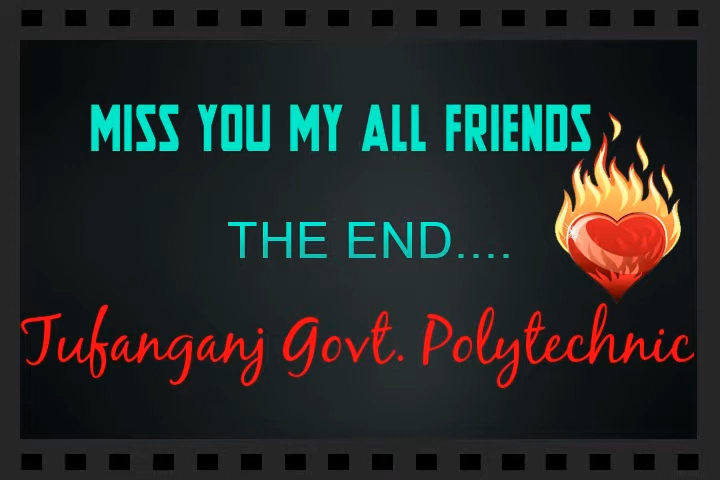 MISS YOU MY ALL FRIENDS
THE END....
Tufanganj Govt. Polytechnic